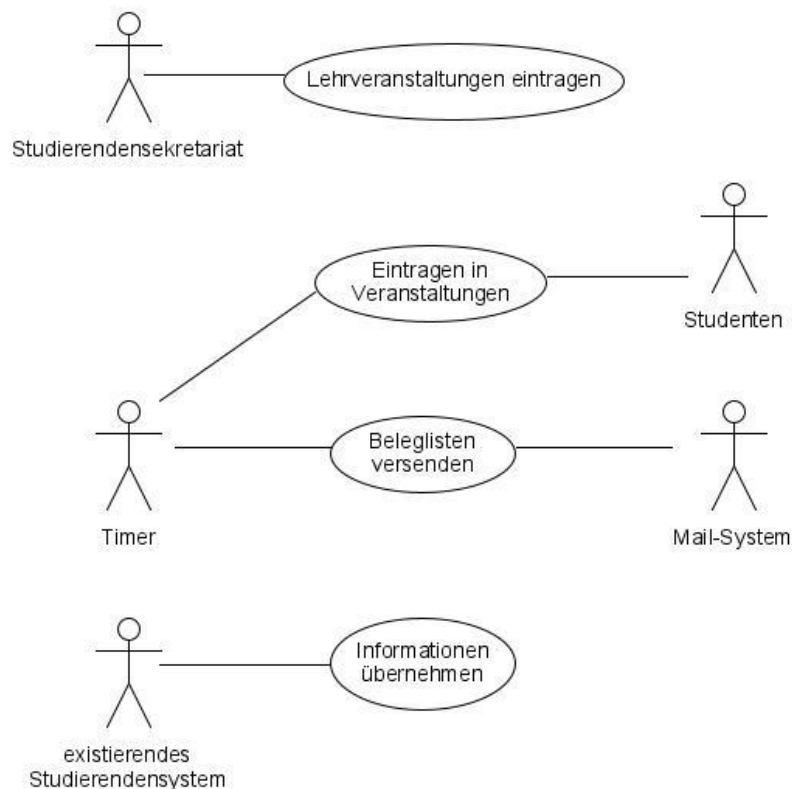 Lehrveranstaltungen eintragen
Studierendensekretariat
Eintragen in
Veranstaltungen
Studenten
Beleglisten
versenden
Timer
Mail-System
Informationen
übernehmen
existierendes
Studierendensystem